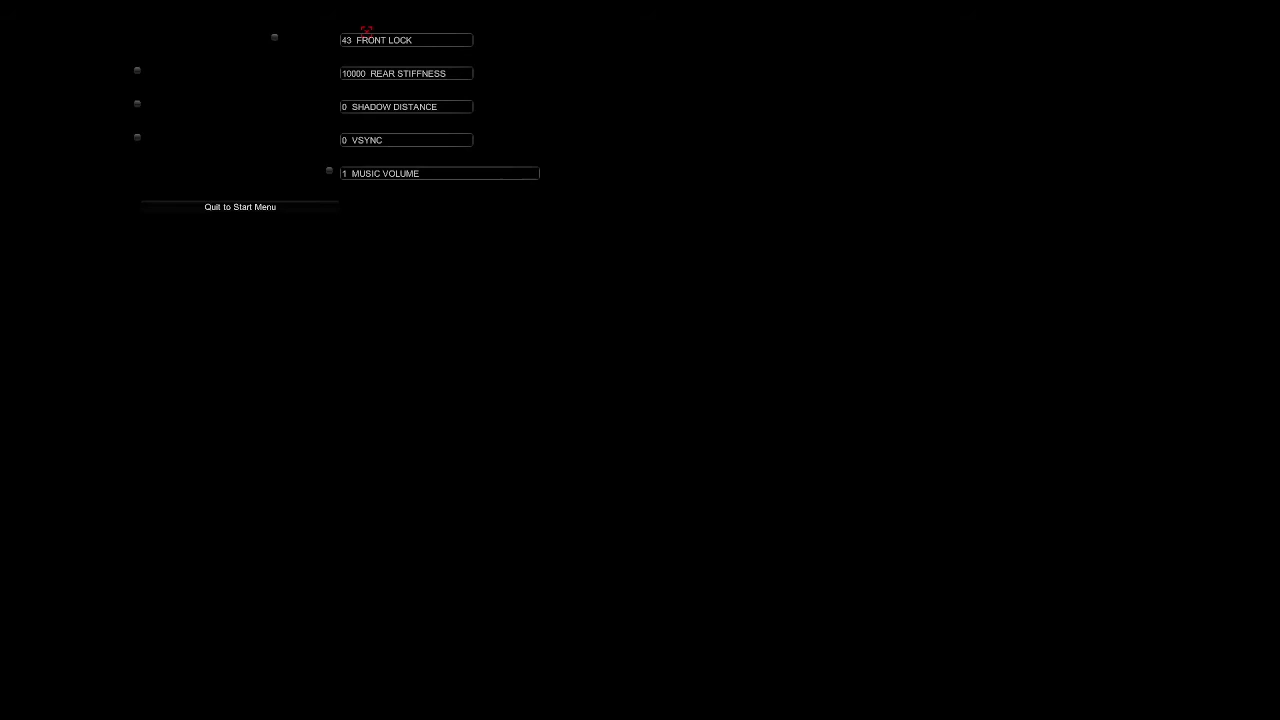 43 FRONT LOCK
10000 REAR STIFFNESS
0 SHADOW DISTANCE
0 VSYNC
1 MUSIC VOLUME
Quit to Start Menu